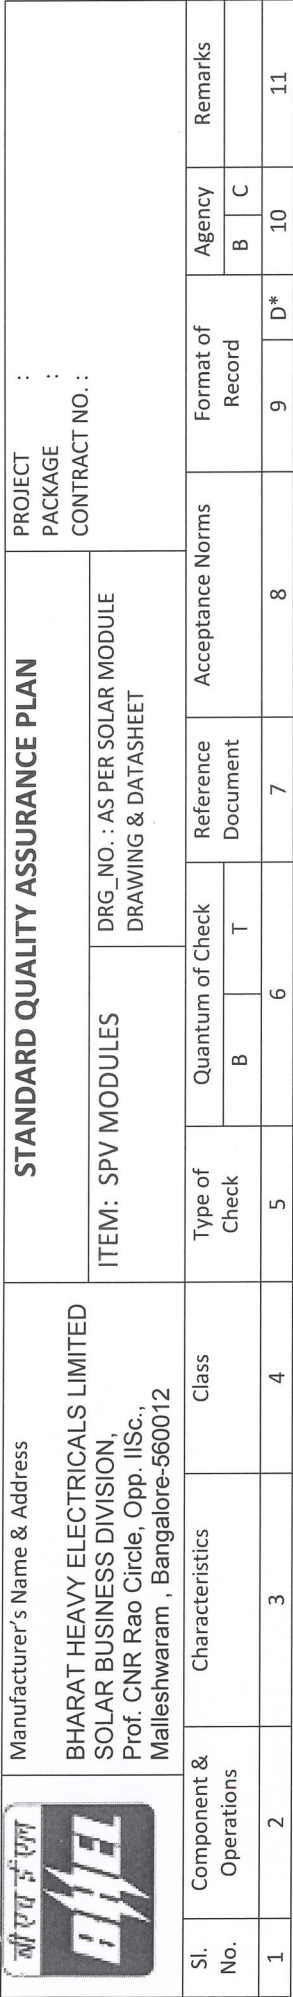 बी एच ई एल
BHEL
Manufacturer's Name & Address
BHARAT HEAVY ELECTRICALS LIMITED
SOLAR BUSINESS DIVISION,
Prof. CNR Rao Circle, Opp. IISc.,
Malleshwaram , Bangalore-560012
STANDARD QUALITY ASSURANCE PLAN
ITEM: SPV MODULES
DRG_NO. : AS PER SOLAR MODULE
DRAWING & DATASHEET
PROJECT :
PACKAGE :
CONTRACT NO. :
Sl.
No.
Component &
Operations
Characteristics
Class
Type of
Check
Quantum of Check
B T
Reference
Document
Acceptance Norms
Format of
Record
Agency
B C
Remarks
1 2 3 4 5 6 7 8 9 D* 10 11